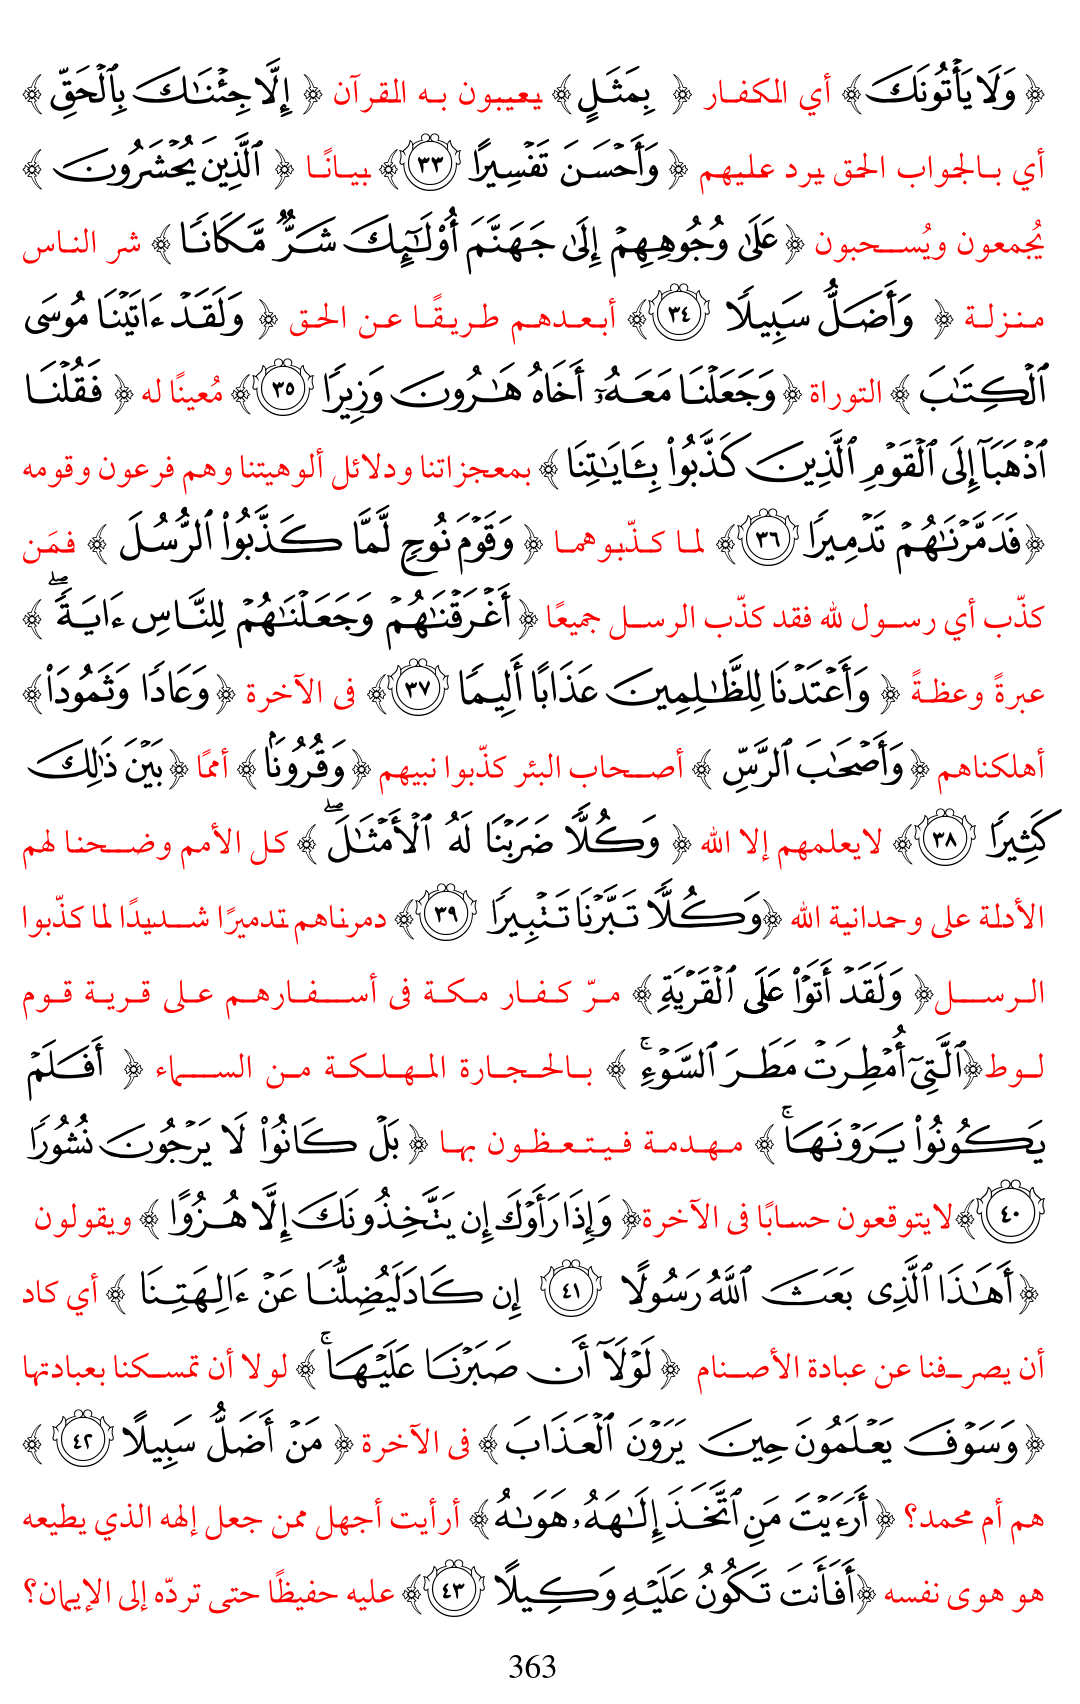 ﴿ وَلَا يَأْتُونَكَ ﴾ أي الكفار ﴿ بِمَثَلٍ ﴾ يعيبون به القرآن ﴿ إِلَّا جِئْنَٰكَ بِٱلْحَقِّ ﴾
أي بالجواب الحق يرد عليهم ﴿ وَأَحْسَنَ تَفْسِيرًا ٣٣ ﴾ بيانًا ﴿ ٱلَّذِينَ يُحْشَرُونَ ﴾
يُجمعون ويُسحبون ﴿ عَلَىٰ وُجُوهِهِمْ إِلَىٰ جَهَنَّمَ أُوْلَٰٓئِكَ شَرٌّ مَّكَانًا ﴾ شر الناس
منزلة ﴿ وَأَضَلُّ سَبِيلًا ٣٤ ﴾ أبعدهم طريقًا عن الحق ﴿ وَلَقَدْ ءَاتَيْنَا مُوسَى
ٱلْكِتَٰبَ ﴾ التوراة ﴿ وَجَعَلْنَا مَعَهُۥٓ أَخَاهُ هَٰرُونَ وَزِيرًا ٣٥ ﴾ مُعينًا له ﴿ فَقُلْنَا
ٱذْهَبَآ إِلَى ٱلْقَوْمِ ٱلَّذِينَ كَذَّبُواْ بِـَٔايَٰتِنَا ﴾ بمعجزاتنا ودلائل ألوهيتنا وهم فرعون وقومه
﴿ فَدَمَّرْنَٰهُمْ تَدْمِيرًا ٣٦ ﴾ لما كذّبوهما ﴿ وَقَوْمَ نُوحٍ لَّمَّا كَذَّبُواْ ٱلرُّسُلَ ﴾ فمَن
كذّب أي رسول لله فقد كذّب الرسل جميعًا ﴿ أَغْرَقْنَٰهُمْ وَجَعَلْنَٰهُمْ لِلنَّاسِ ءَايَةًۖ ﴾
عبرةً وعظةً ﴿ وَأَعْتَدْنَا لِلظَّٰلِمِينَ عَذَابًا أَلِيمًا ٣٧ ﴾ فى الآخرة ﴿ وَعَادًا وَثَمُودَاْ ﴾
أهلكناهم ﴿ وَأَصْحَٰبَ ٱلرَّسِّ ﴾ أصحاب البئر كذّبوا نبيهم ﴿ وَقُرُونًۢا ﴾ أممًا ﴿ بَيْنَ ذَٰلِكَ
كَثِيرًا ٣٨ ﴾ لايعلمهم إلا الله ﴿ وَكُلًّا ضَرَبْنَا لَهُ ٱلْأَمْثَٰلَۖ ﴾ كل الأمم وضحنا لهم
الأدلة على وحدانية الله ﴿ وَكُلًّا تَبَّرْنَا تَتْبِيرًا ٣٩ ﴾ دمرناهم تدميرًا شديدًا لما كذّبوا
الرسل ﴿ وَلَقَدْ أَتَوْاْ عَلَى ٱلْقَرْيَةِ ﴾ مرّ كفار مكة فى أسفارهم على قرية قوم
لوط ﴿ ٱلَّتِىٓ أُمْطِرَتْ مَطَرَ ٱلسَّوْءِۚ ﴾ بالحجارة المهلكة من السماء ﴿ أَفَلَمْ
يَكُونُواْ يَرَوْنَهَاۚ ﴾ مهدمة فيتعظون بها ﴿ بَلْ كَانُواْ لَا يَرْجُونَ نُشُورًا
٤٠ ﴾ لايتوقعون حسابًا فى الآخرة ﴿ وَإِذَا رَأَوْكَ إِن يَتَّخِذُونَكَ إِلَّا هُزُوًا ﴾ ويقولون
﴿ أَهَٰذَا ٱلَّذِى بَعَثَ ٱللَّهُ رَسُولًا ٤١ إِن كَادَ لَيُضِلُّنَا عَنْ ءَالِهَتِنَا ﴾ أي كاد
أن يصرفنا عن عبادة الأصنام ﴿ لَوْلَآ أَن صَبَرْنَا عَلَيْهَاۚ ﴾ لولا أن تمسكنا بعبادتها
﴿ وَسَوْفَ يَعْلَمُونَ حِينَ يَرَوْنَ ٱلْعَذَابَ ﴾ فى الآخرة ﴿ مَنْ أَضَلُّ سَبِيلًا ٤٢ ﴾
هم أم محمد؟ ﴿ أَرَءَيْتَ مَنِ ٱتَّخَذَ إِلَٰهَهُۥ هَوَىٰهُ ﴾ أرأيت أجهل ممن جعل إلهه الذي يطيعه
هو هوى نفسه ﴿ أَفَأَنتَ تَكُونُ عَلَيْهِ وَكِيلًا ٤٣ ﴾ عليه حفيظًا حتى تردّه إلى الإيمان؟
363